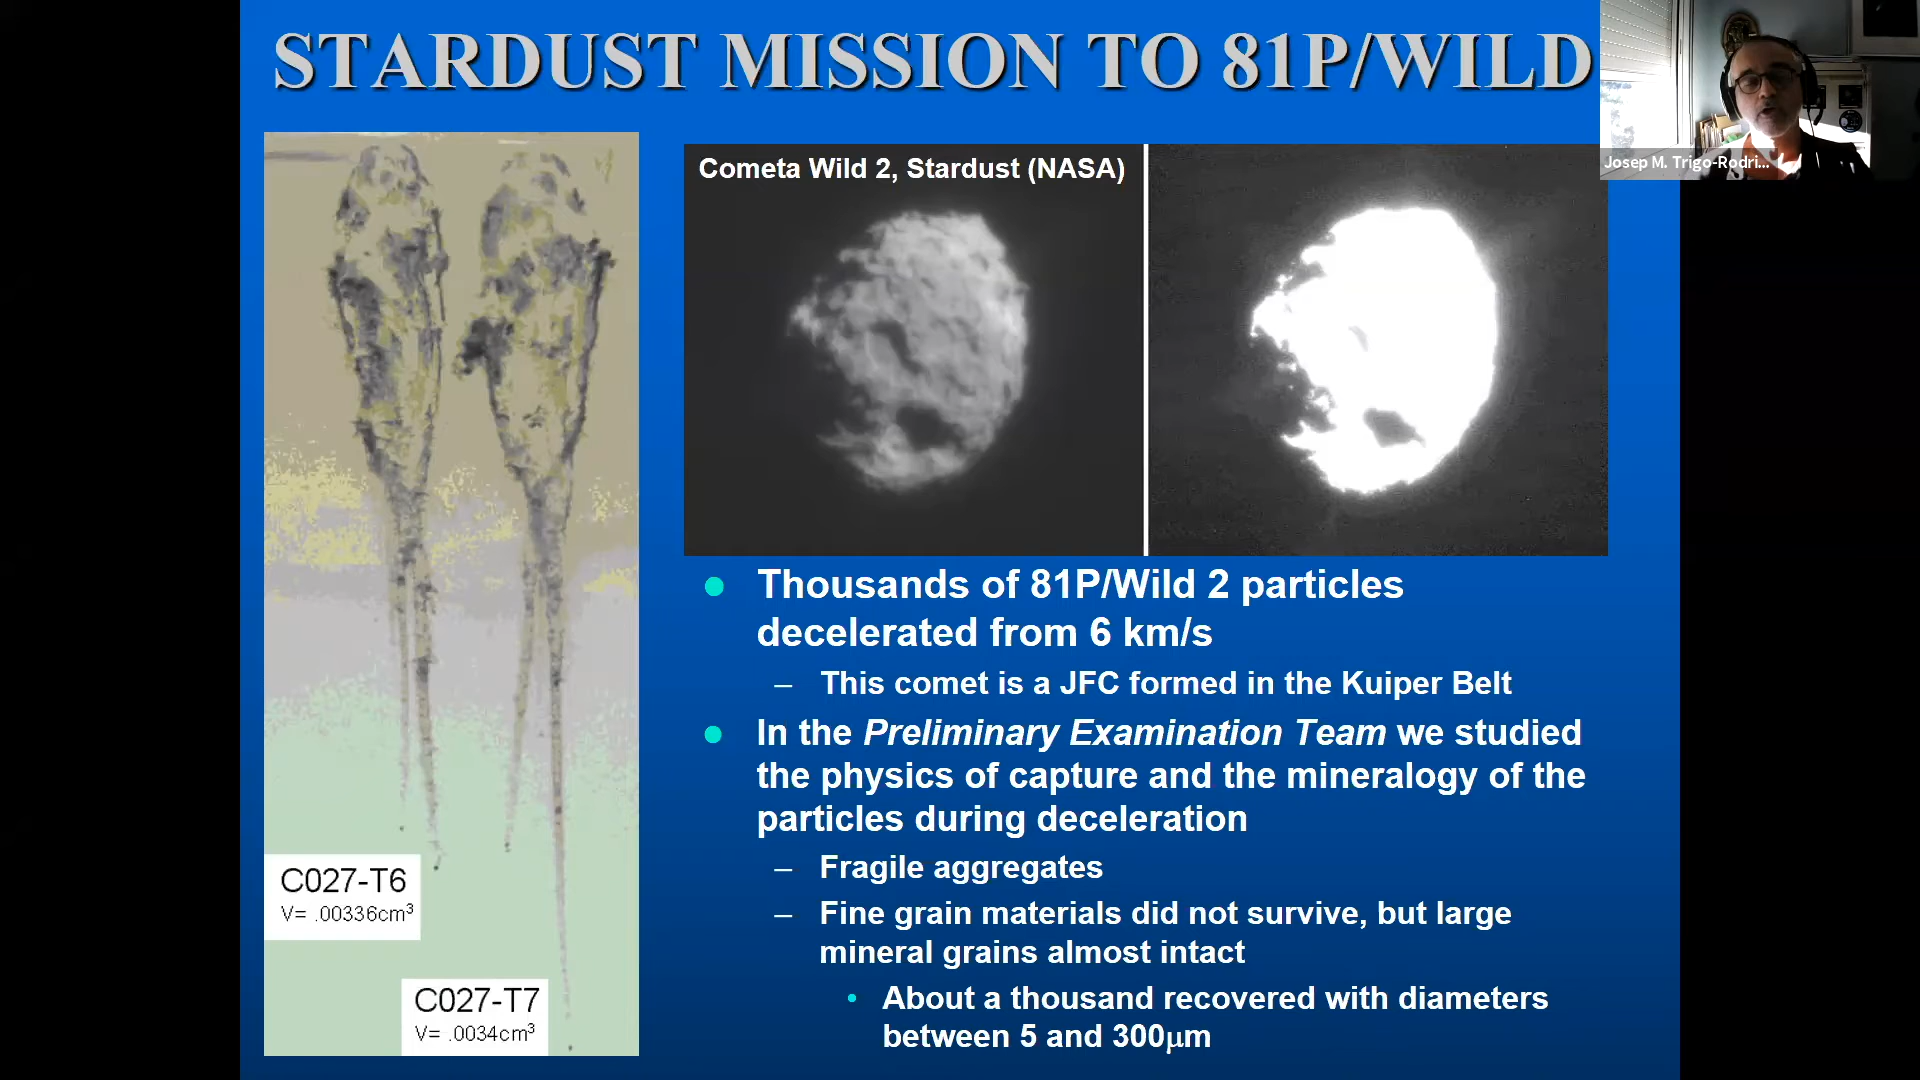 STARDUST MISSION TO 81P/WILD
Josep M. Trigo-Rodri...
Cometa Wild 2, Stardust (NASA)
Thousands of 81P/Wild 2 particles
decelerated from 6 km/s
– This comet is a JFC formed in the Kuiper Belt
In the Preliminary Examination Team we studied
the physics of capture and the mineralogy of the
particles during deceleration
– Fragile aggregates
– Fine grain materials did not survive, but large
mineral grains almost intact
• About a thousand recovered with diameters
between 5 and 300μm
C027-T6
V= .00336cm³
C027-T7
V= .0034cm³